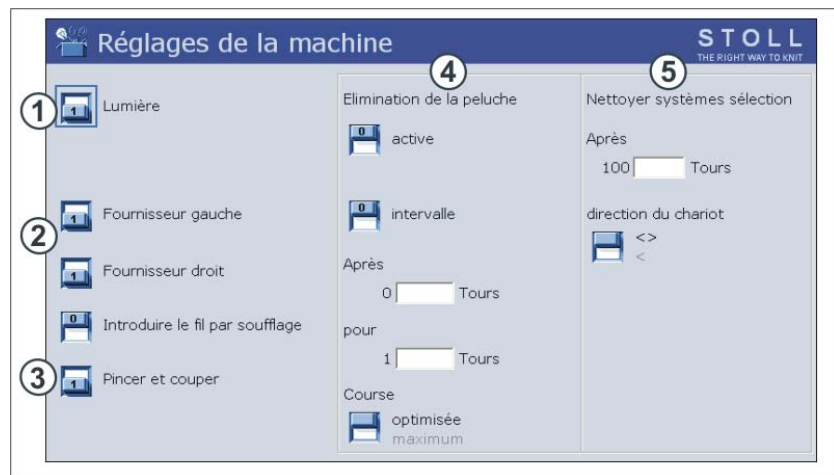 Réglages de la machine
STOLL
THE RIGHT WAY TO KNIT
1
1
Lumière
2
1
Fournisseur gauche
1
Fournisseur droit
0
Introduire le fil par soufflage
3
1
Pincer et couper
4
Elimination de la peluche
0
active
0
intervalle
Après
0 Tours
pour
1 Tours
Course
optimisée
maximum
5
Nettoyer systèmes sélection
Après
100 Tours
direction du chariot
<>
<